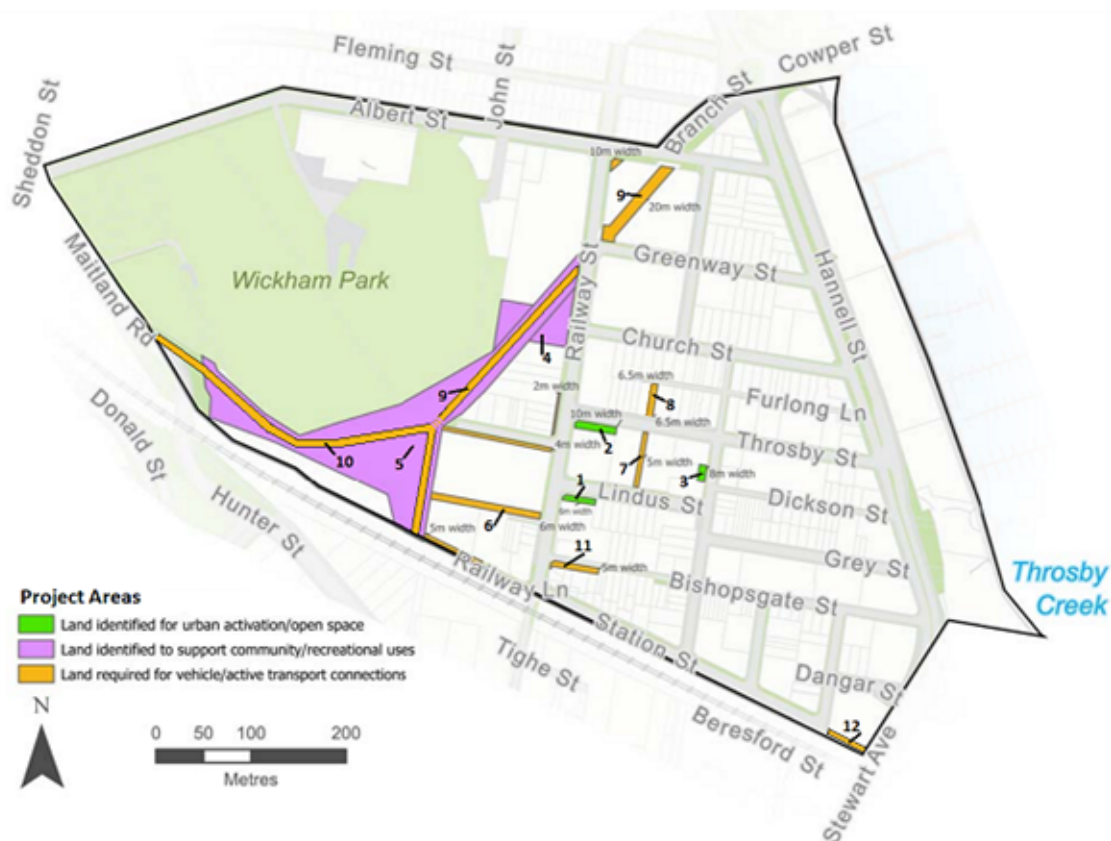 Cowper St
Fleming St
John St
Branch St
Sheddon St
Albert St
10m width
9
20m width
Greenway St
Hannell St
Maitland Rd
Wickham Park
Railway St
4
Church St
2m width
6.5m width
8
Furlong Ln
9
10m width
6.5m width
2
Throsby St
Donald St
4m width
10
5
7
5m width
3
8m width
1
Lindus St
Dickson St
Hunter St
6
5m width
6m width
11
5m width
Grey St
Railway Ln
Bishopsgate St
Throsby
Creek
Station St
Tighe St
Dangar St
Beresford St
12
Stewart Ave
Project Areas
Land identified for urban activation/open space
Land identified to support community/recreational uses
Land required for vehicle/active transport connections
N
0 50 100 200
Metres